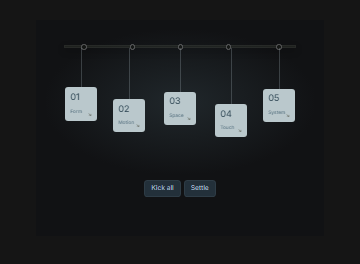 01
Form
02
Motion
03
Space
04
Touch
05
System
Kick all
Settle